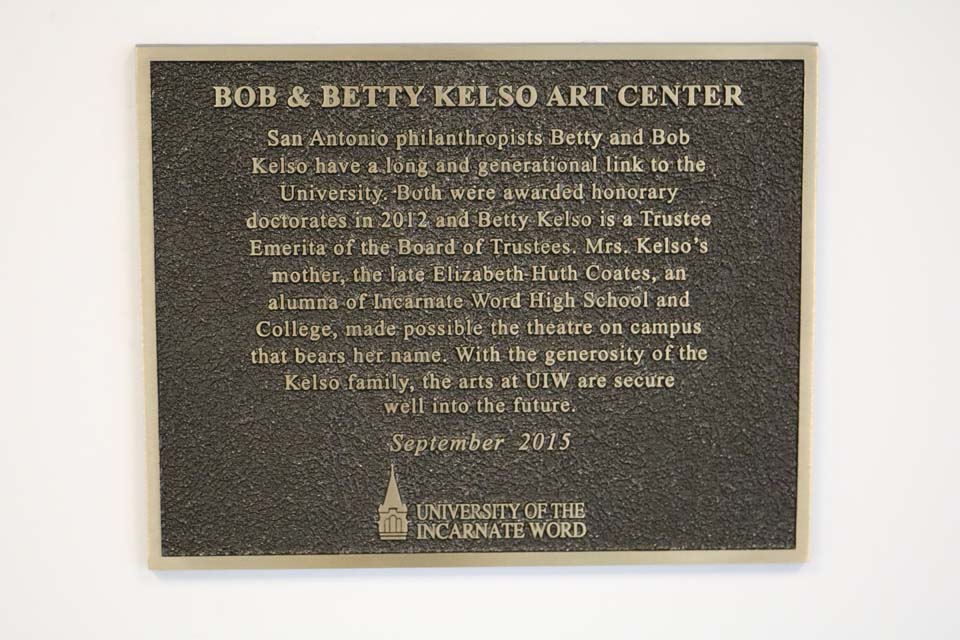 BOB & BETTY KELSO ART CENTER
San Antonio philanthropists Betty and Bob
Kelso have a long and generational link to the
University. Both were awarded honorary
doctorates in 2012 and Betty Kelso is a Trustee
Emerita of the Board of Trustees. Mrs. Kelso's
mother, the late Elizabeth Huth Coates, an
alumna of Incarnate Word High School and
College, made possible the theatre on campus
that bears her name. With the generosity of the
Kelso family, the arts at UIW are secure
well into the future.
September 2015
UNIVERSITY OF THE
INCARNATE WORD